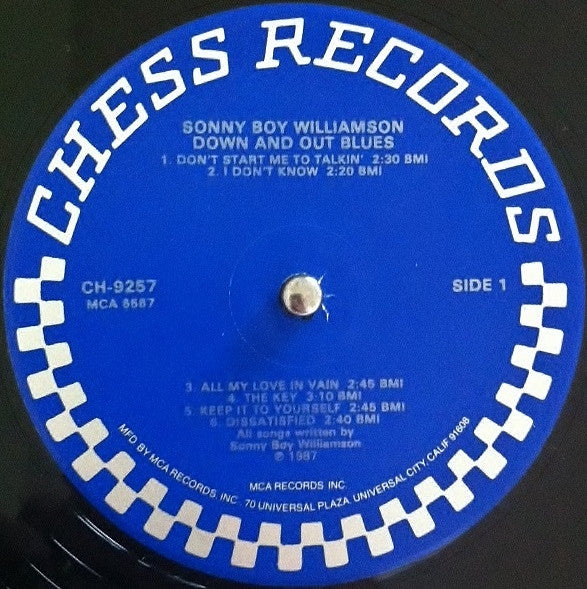 CHESS RECORDS
SONNY BOY WILLIAMSON
DOWN AND OUT BLUES
1. DON'T START ME TO TALKIN' 2:30 BMI
2. I DON'T KNOW 2:20 BMI
CH-9257
MCA 8587
SIDE 1
3. ALL MY LOVE IN VAIN 2:45 BMI
4. THE KEY 3:10 BMI
5. KEEP IT TO YOURSELF 2:45 BMI
6. DISSATISFIED 2:40 BMI
All songs written by
Sonny Boy Williamson
℗ 1987
MCA RECORDS INC.
MFD BY MCA RECORDS, INC . 70 UNIVERSAL PLAZA, UNIVERSAL CITY, CALIF 91608